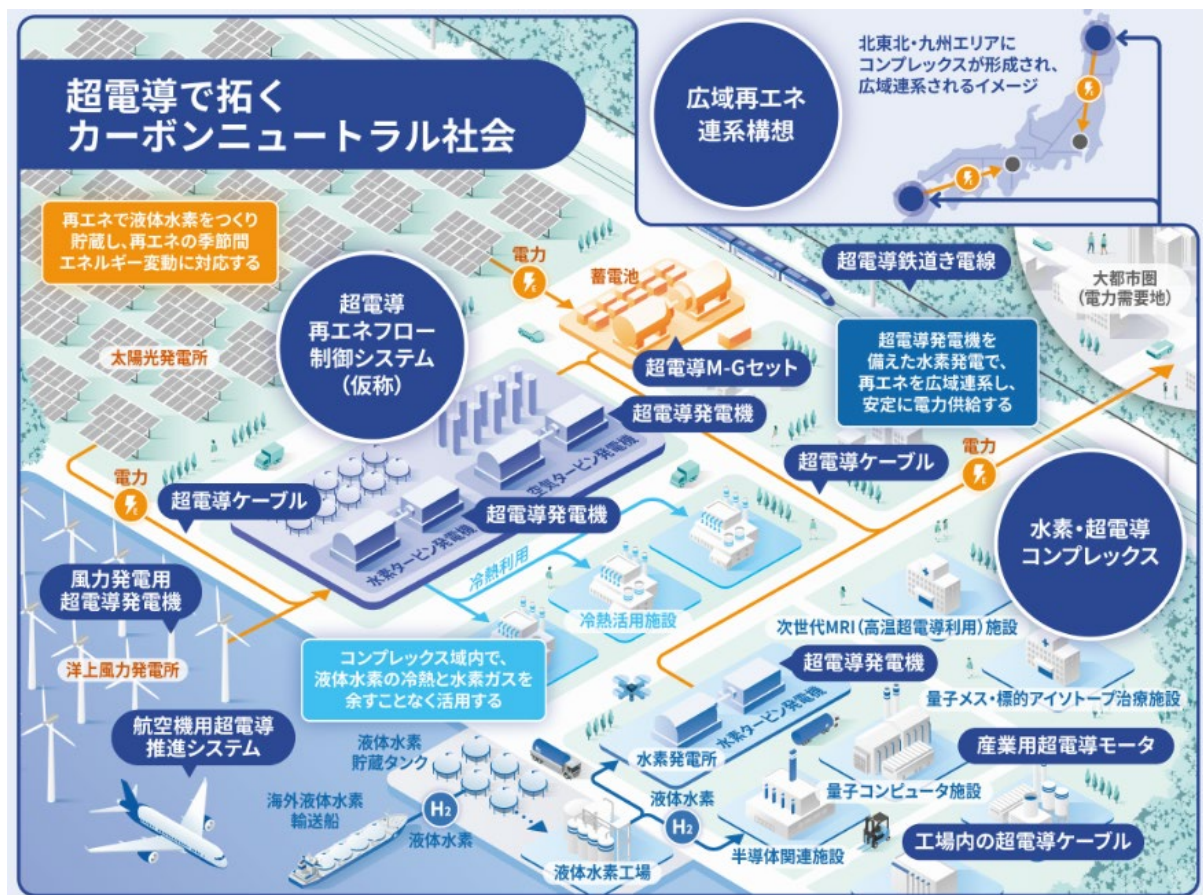 超電導で拓く
カーボンニュートラル社会
広域再エネ
連系構想
北東北・九州エリアに
コンプレックスが形成され、
広域連系されるイメージ
再エネで液体水素をつくり
貯蔵し、再エネの季節間
エネルギー変動に対応する
電力
蓄電池
超電導鉄道き電線
大都市圏
(電力需要地)
超電導
再エネフロー
制御システム
(仮称)
太陽光発電所
超電導M-Gセット
超電導発電機を
備えた水素発電で、
再エネを広域連系し、
安定に電力供給する
超電導発電機
空気タービン発電機
電力
超電導ケーブル
超電導発電機
水素タービン発電機
超電導ケーブル
電力
水素・超電導
コンプレックス
風力発電用
超電導発電機
冷熱利用
冷熱活用施設
洋上風力発電所
コンプレックス域内で、
液体水素の冷熱と水素ガスを
余すことなく活用する
次世代MRI(高温超電導利用)施設
超電導発電機
水素タービン発電機
量子メス・標的アイソトープ治療施設
航空機用超電導
推進システム
液体水素
貯蔵タンク
水素発電所
産業用超電導モータ
海外液体水素
輸送船
H2
液体水素
液体水素
H2
量子コンピュータ施設
液体水素工場
半導体関連施設
工場内の超電導ケーブル